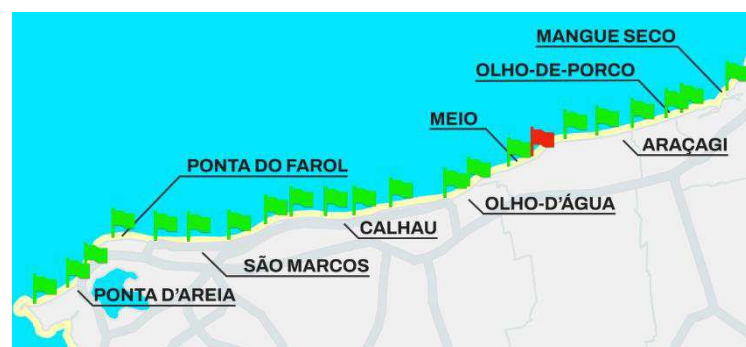 MANGUE SECO
OLHO-DE-PORCO
MEIO
ARAÇAGI
PONTA DO FAROL
OLHO-D'ÁGUA
CALHAU
SÃO MARCOS
PONTA D'AREIA